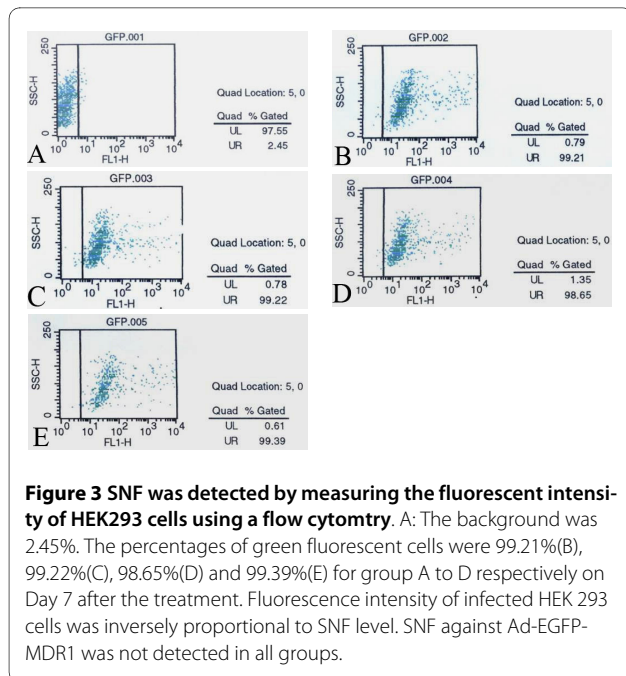 GFP.001
250
SSC-H
0
10^0 10^1 10^2 10^3 10^4
FL1-H
A
Quad Location: 5, 0
Quad % Gated
UL 97.55
UR 2.45
GFP.002
250
SSC-H
0
10^0 10^1 10^2 10^3 10^4
FL1-H
B
Quad Location: 5, 0
Quad % Gated
UL 0.79
UR 99.21
GFP.003
250
SSC-H
0
10^0 10^1 10^2 10^3 10^4
FL1-H
C
Quad Location: 5, 0
Quad % Gated
UL 0.78
UR 99.22
GFP.004
250
SSC-H
0
10^0 10^1 10^2 10^3 10^4
FL1-H
D
Quad Location: 5, 0
Quad % Gated
UL 1.35
UR 98.65
GFP.005
250
SSC-H
0
10^0 10^1 10^2 10^3 10^4
FL1-H
E
Quad Location: 5, 0
Quad % Gated
UL 0.61
UR 99.39
Figure 3 SNF was detected by measuring the fluorescent intensi-
ty of HEK293 cells using a flow cytomtry. A: The background was
2.45%. The percentages of green fluorescent cells were 99.21%(B),
99.22%(C), 98.65%(D) and 99.39%(E) for group A to D respectively on
Day 7 after the treatment. Fluorescence intensity of infected HEK 293
cells was inversely proportional to SNF level. SNF against Ad-EGFP-
MDR1 was not detected in all groups.